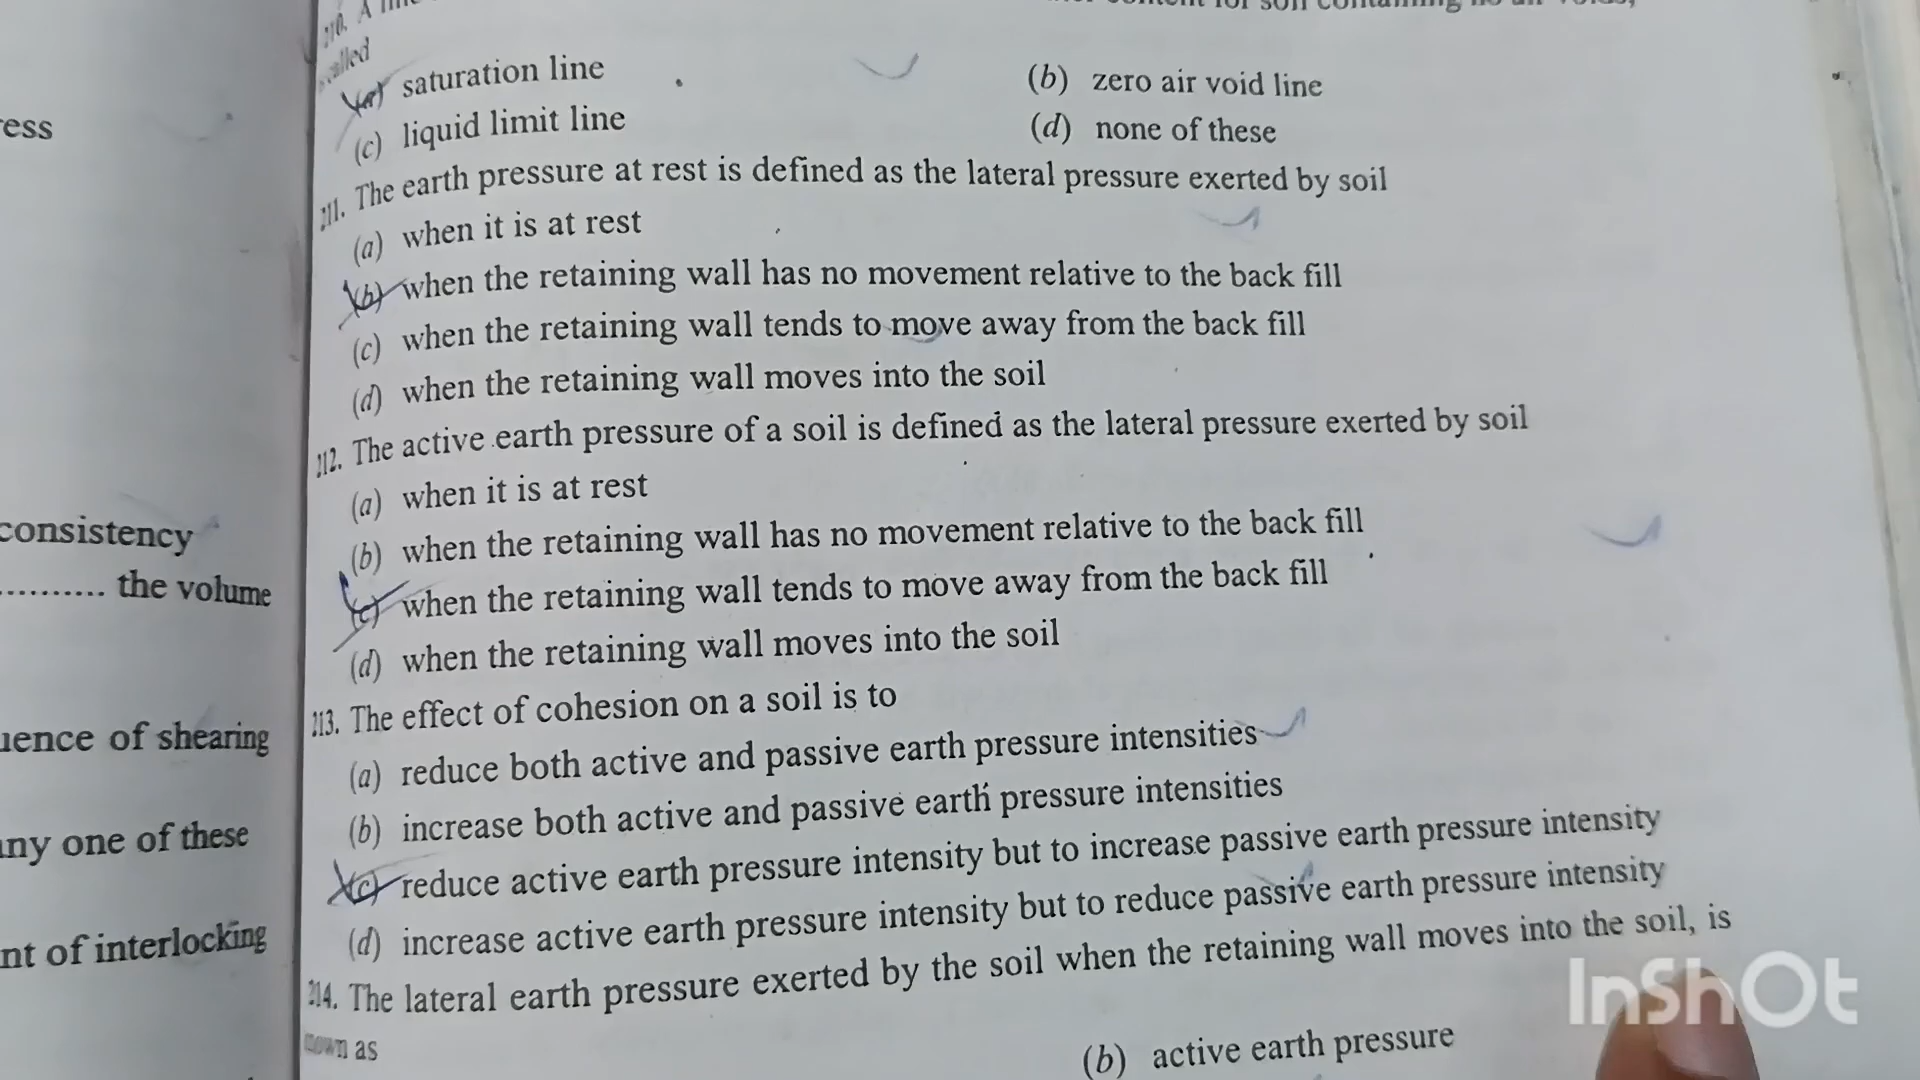 ess
consistency
.......... the volume
uence of shearing
any one of these
nt of interlocking
210. A
called
saturation line
(b) zero air void line
(c) liquid limit line
(d) none of these
211. The earth pressure at rest is defined as the lateral pressure exerted by soil
(a) when it is at rest
(b) when the retaining wall has no movement relative to the back fill
(c) when the retaining wall tends to move away from the back fill
(d) when the retaining wall moves into the soil
212. The active earth pressure of a soil is defined as the lateral pressure exerted by soil
(a) when it is at rest
(b) when the retaining wall has no movement relative to the back fill
(c) when the retaining wall tends to move away from the back fill
(d) when the retaining wall moves into the soil
213. The effect of cohesion on a soil is to
(a) reduce both active and passive earth pressure intensities
(b) increase both active and passive earth pressure intensities
(c) reduce active earth pressure intensity but to increase passive earth pressure intensity
(d) increase active earth pressure intensity but to reduce passive earth pressure intensity
214. The lateral earth pressure exerted by the soil when the retaining wall moves into the soil, is
nown as
(b) active earth pressure
InShOt